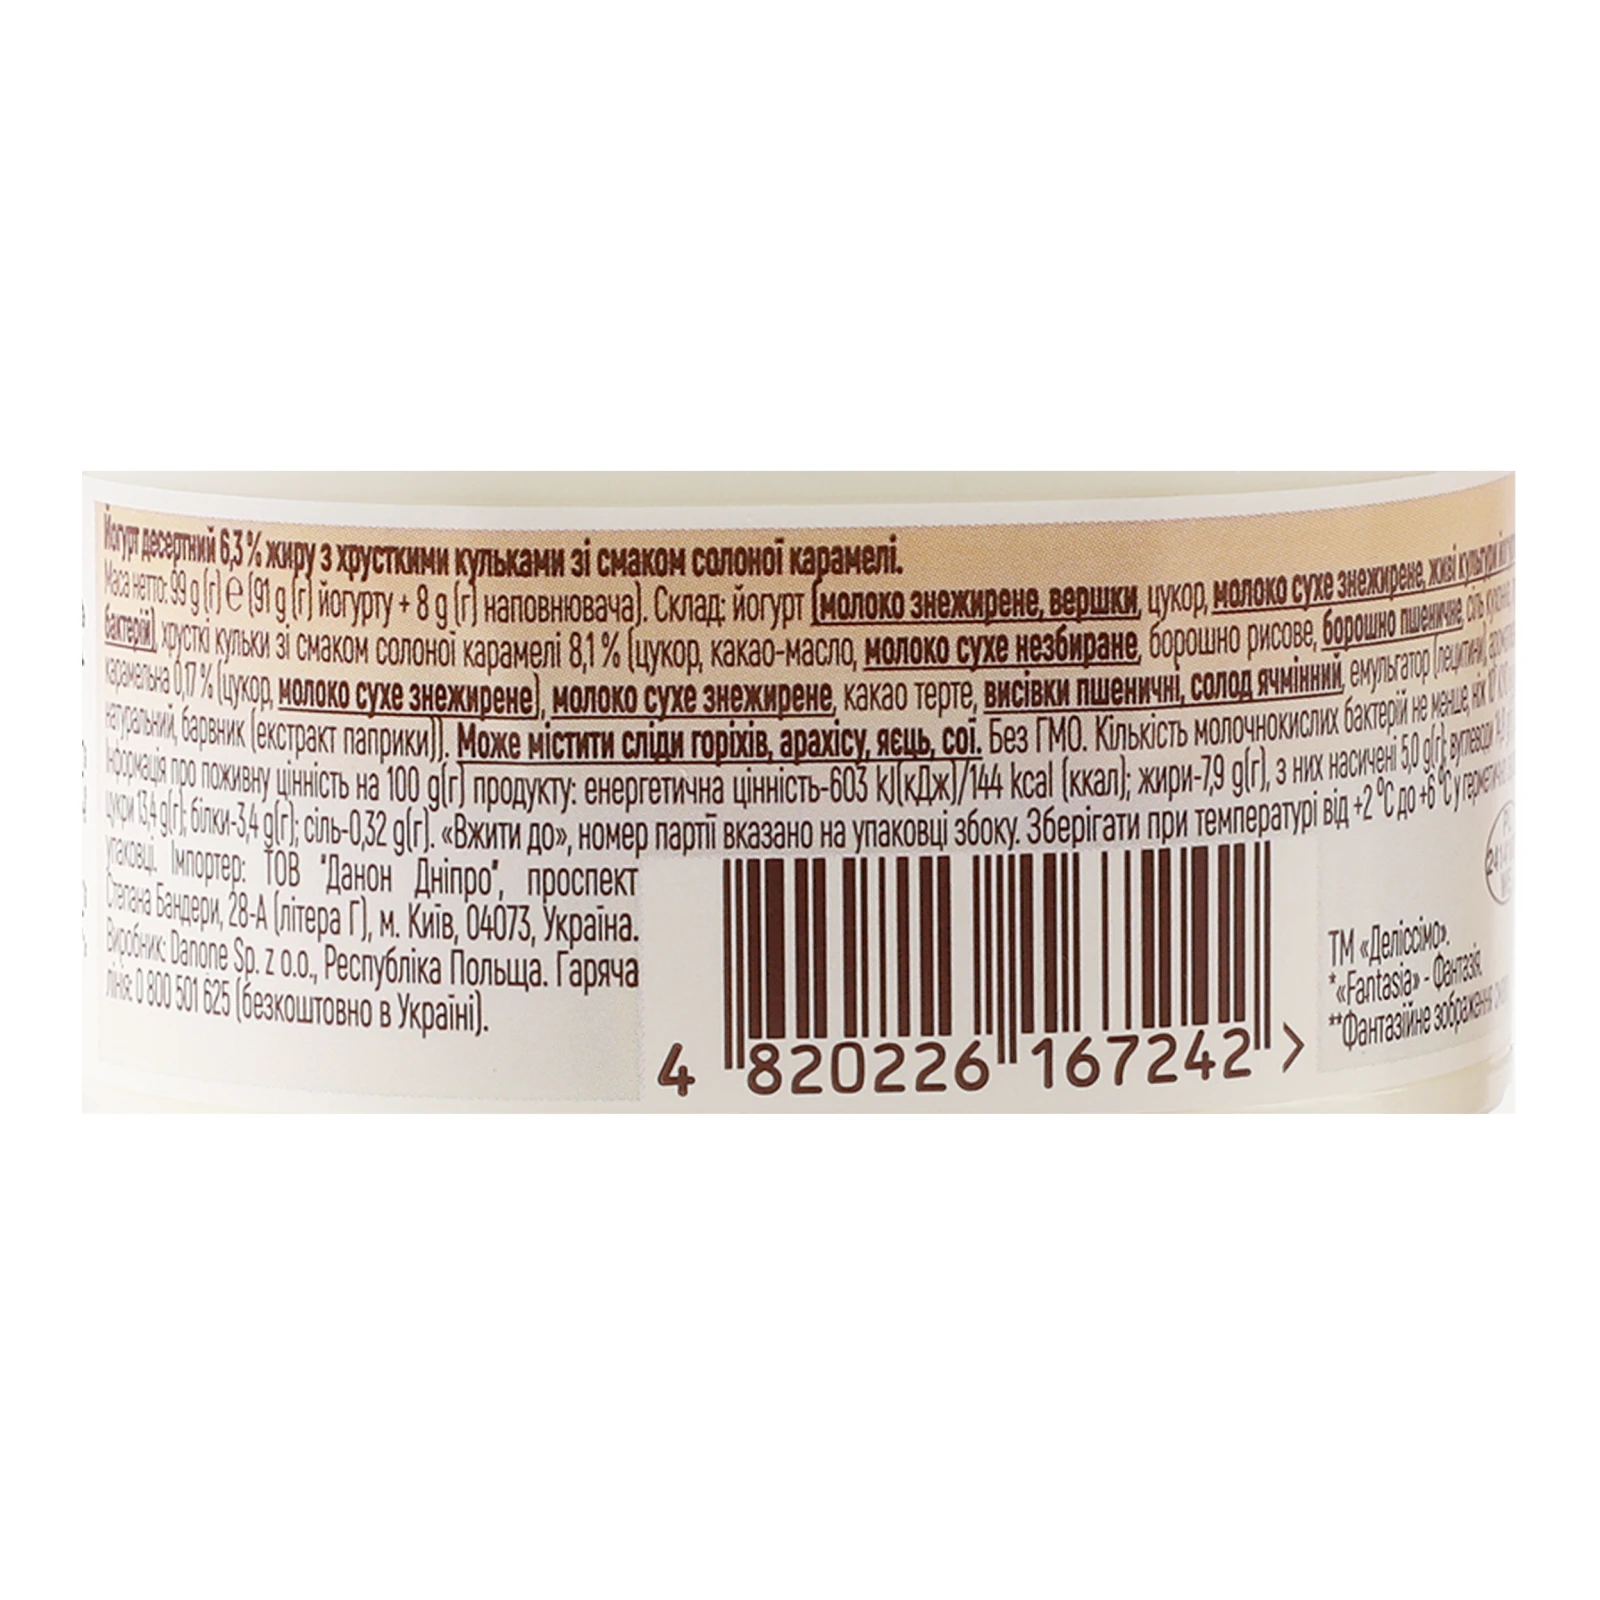 Йогурт десертний 6,3 % жиру з хрусткими кульками зі смаком солоної карамелі.
Маса нетто: 99 g (г) ℮ (91 g (г) йогурту + 8 g (г) наповнювача). Склад: йогурт (молоко знежирене, вершки, цукор, молоко сухе знежирене, живі культури
бактерій), хрусткі кульки зі смаком солоної карамелі 8,1 % (цукор, какао-масло, молоко сухе незбиране, борошно рисове, борошно пшеничне, сіль
карамельна 0,17 % (цукор, молоко сухе знежирене), молоко сухе знежирене, какао терте, висівки пшеничні, солод ячмінний, емульгатор (лецитини),
натуральний, барвник (екстракт паприки)). Може містити сліди горіхів, арахісу, яєць, сої. Без ГМО. Кількість молочнокислих бактерій не менше, ніж
Інформація про поживну цінність на 100 g(г) продукту: енергетична цінність-603 kJ(кДж)/144 kcal (ккал); жири-7,9 g(г), з них насичені 5,0 g(г); вуглеводи
цукри 13,4 g(г); білки-3,4 g(г); сіль-0,32 g(г). «Вжити до», номер партії вказано на упаковці збоку. Зберігати при температурі від +2 °C до +6 °C у
упаковці. Імпортер: ТОВ "Данон Дніпро", проспект
Степана Бандери, 28-А (літера Г), м. Київ, 04073, Україна.
Виробник: Danone Sp. z o.o., Республіка Польща. Гаряча
лінія: 0 800 501 625 (безкоштовно в Україні).
4 820226 167242 >
ТМ «Деліссімо».
*«Fantasia» - Фантазія.
**Фантазійне зображення